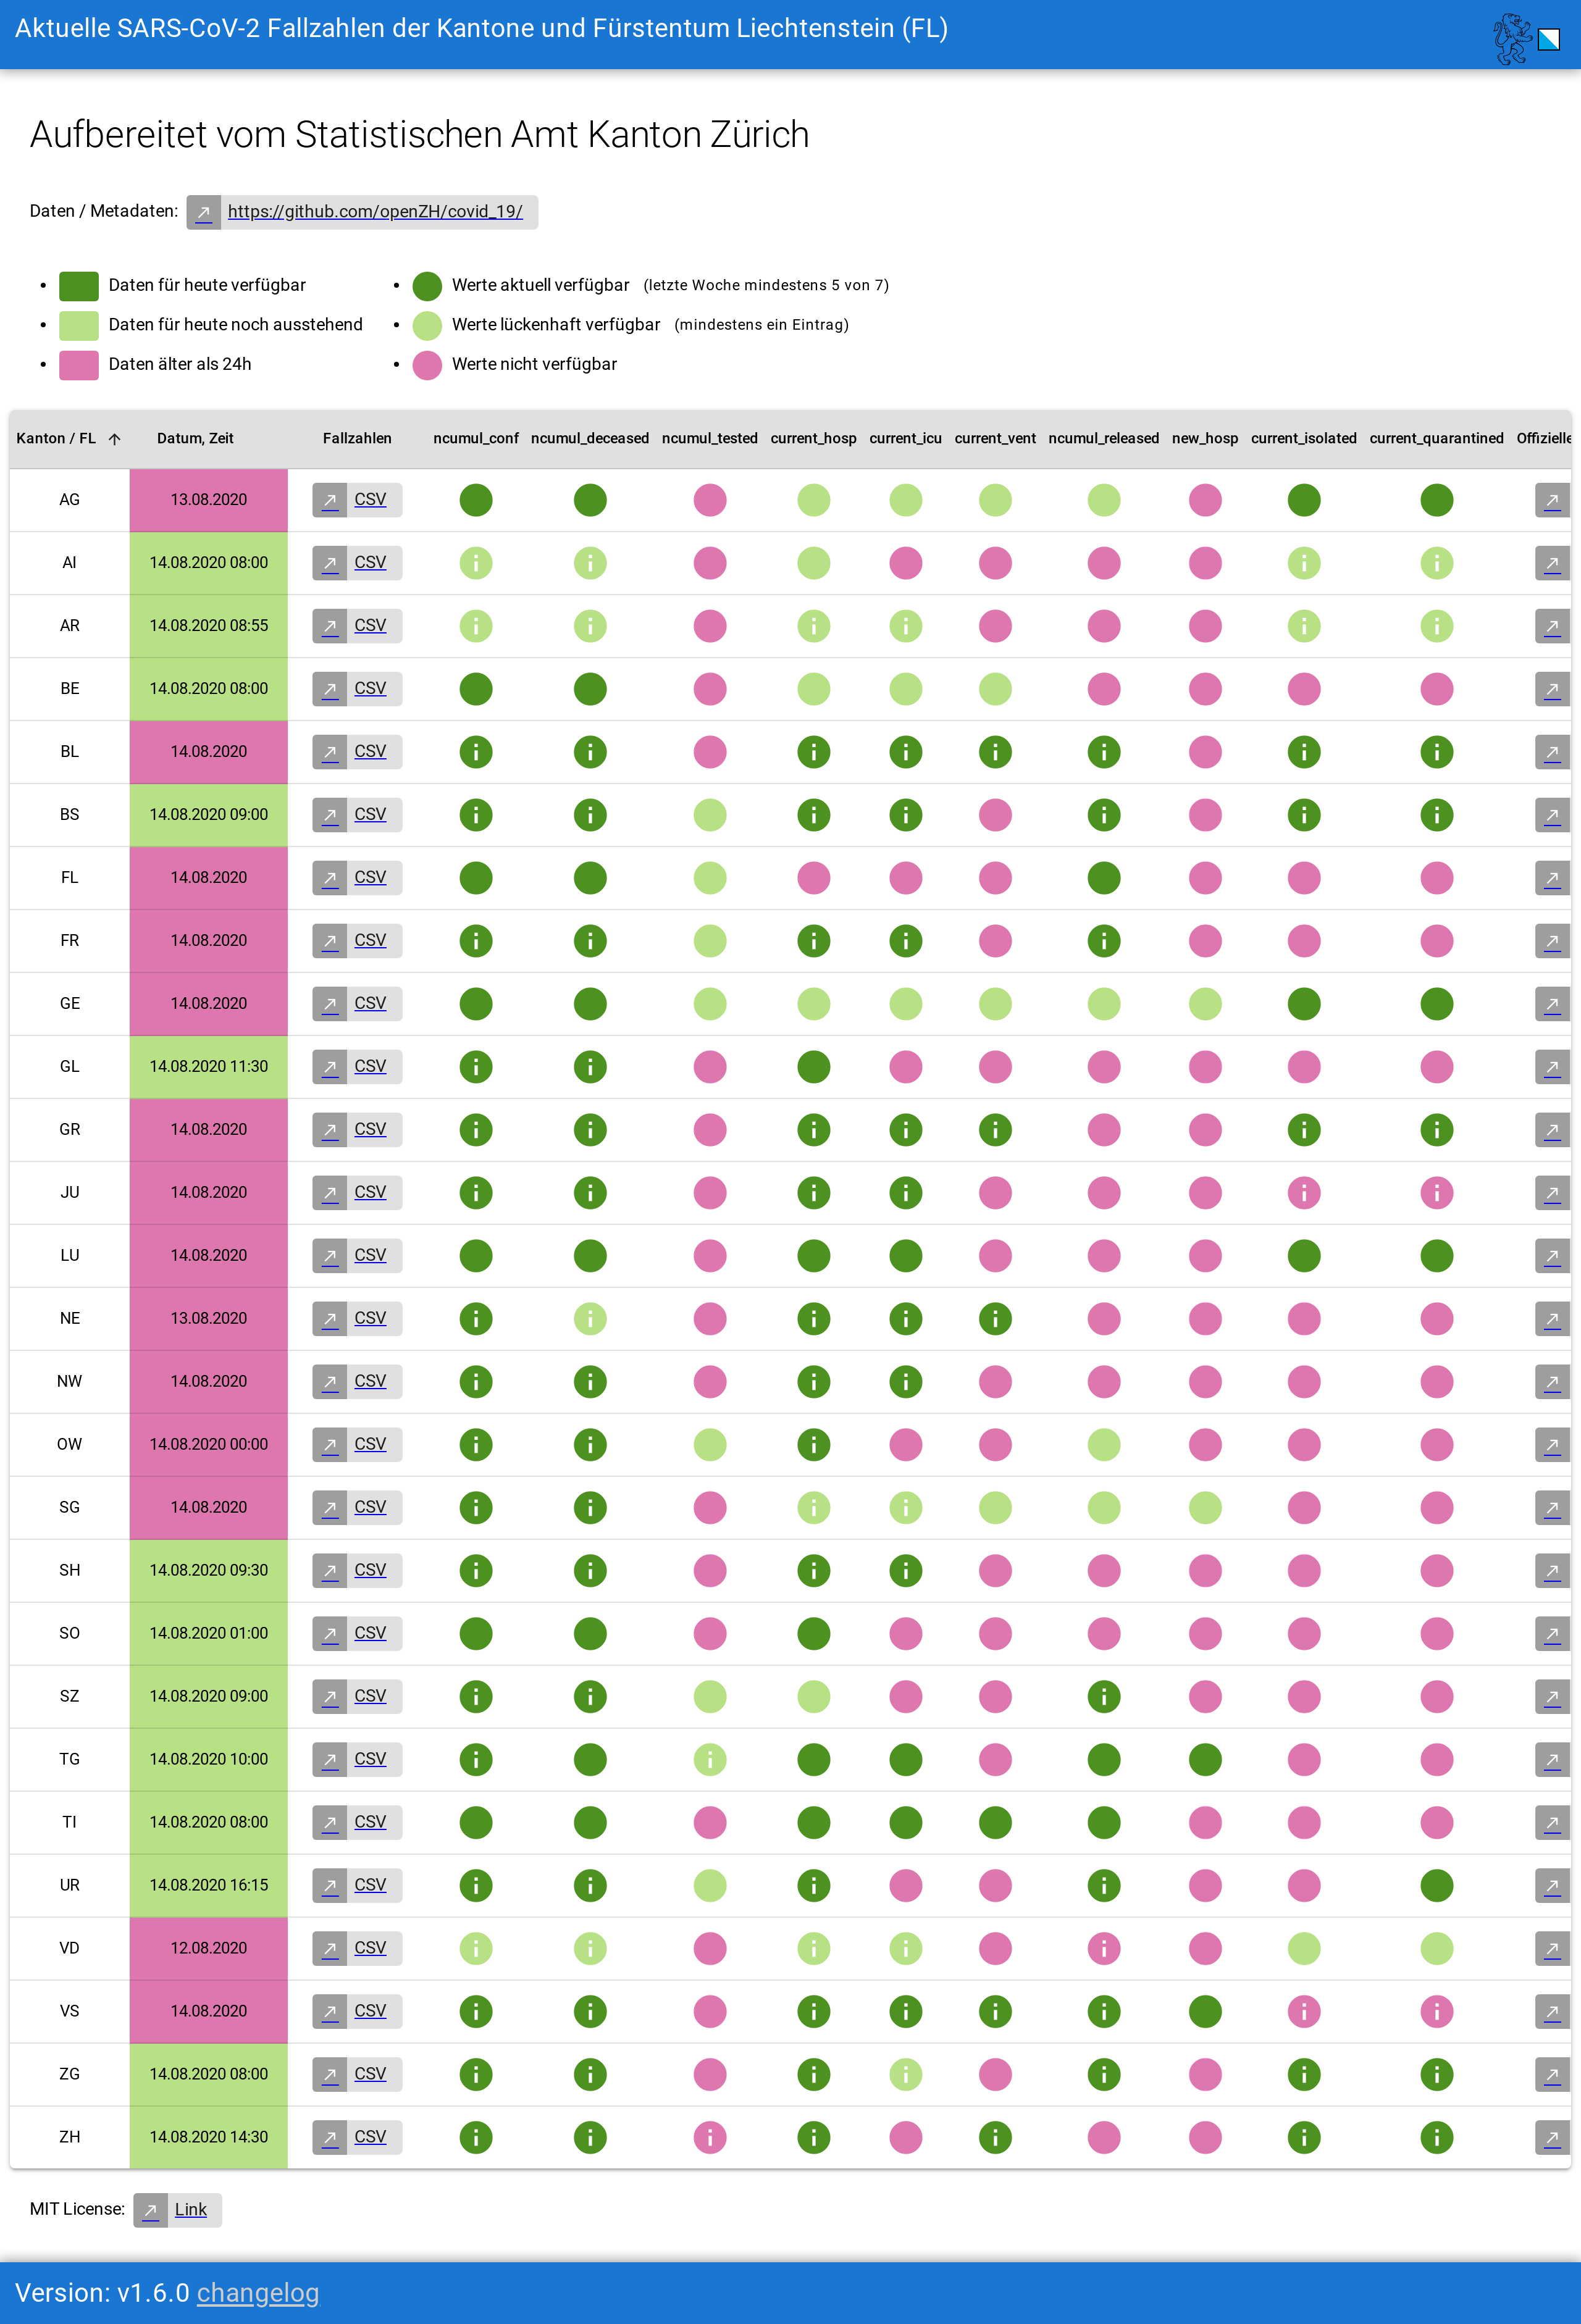 Aktuelle SARS-CoV-2 Fallzahlen der Kantone und Fürstentum Liechtenstein (FL)
Aufbereitet vom Statistischen Amt Kanton Zürich
Daten / Metadaten: https://github.com/openZH/covid_19/
Daten für heute verfügbar
Daten für heute noch ausstehend
Daten älter als 24h
Werte aktuell verfügbar (letzte Woche mindestens 5 von 7)
Werte lückenhaft verfügbar (mindestens ein Eintrag)
Werte nicht verfügbar
Kanton / FL Datum, Zeit Fallzahlen ncumul_conf ncumul_deceased ncumul_tested current_hosp current_icu current_vent ncumul_released new_hosp current_isolated current_quarantined Offizielle
AG 13.08.2020 CSV
AI 14.08.2020 08:00 CSV
AR 14.08.2020 08:55 CSV
BE 14.08.2020 08:00 CSV
BL 14.08.2020 CSV
BS 14.08.2020 09:00 CSV
FL 14.08.2020 CSV
FR 14.08.2020 CSV
GE 14.08.2020 CSV
GL 14.08.2020 11:30 CSV
GR 14.08.2020 CSV
JU 14.08.2020 CSV
LU 14.08.2020 CSV
NE 13.08.2020 CSV
NW 14.08.2020 CSV
OW 14.08.2020 00:00 CSV
SG 14.08.2020 CSV
SH 14.08.2020 09:30 CSV
SO 14.08.2020 01:00 CSV
SZ 14.08.2020 09:00 CSV
TG 14.08.2020 10:00 CSV
TI 14.08.2020 08:00 CSV
UR 14.08.2020 16:15 CSV
VD 12.08.2020 CSV
VS 14.08.2020 CSV
ZG 14.08.2020 08:00 CSV
ZH 14.08.2020 14:30 CSV
MIT License: Link
Version: v1.6.0 changelog